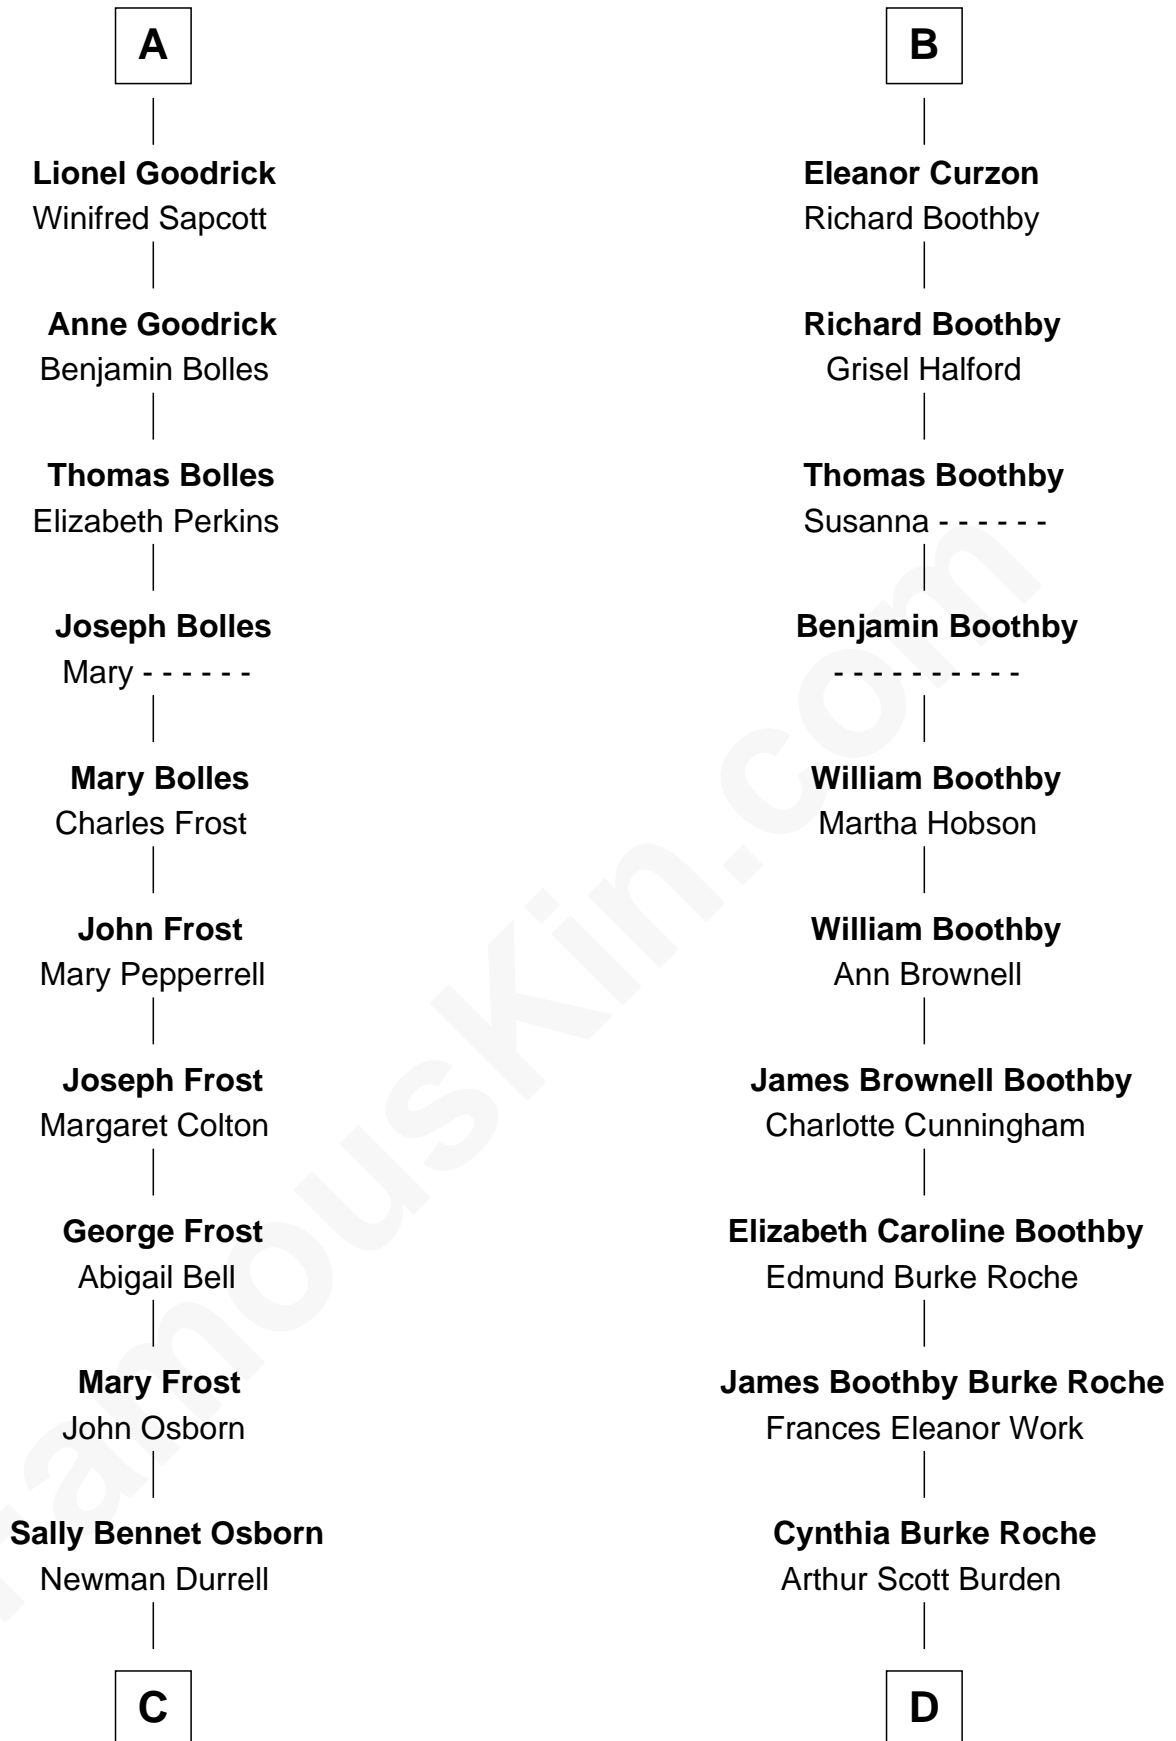 A
Lionel Goodrick
Winifred Sapcott
Anne Goodrick
Benjamin Bolles
Thomas Bolles
Elizabeth Perkins
Joseph Bolles
Mary - - - - - -
Mary Bolles
Charles Frost
John Frost
Mary Pepperrell
Joseph Frost
Margaret Colton
George Frost
Abigail Bell
Mary Frost
John Osborn
Sally Bennet Osborn
Newman Durrell
C
B
Eleanor Curzon
Richard Boothby
Richard Boothby
Grisel Halford
Thomas Boothby
Susanna - - - - - -
Benjamin Boothby
- - - - - - - - - -
William Boothby
Martha Hobson
William Boothby
Ann Brownell
James Brownell Boothby
Charlotte Cunningham
Elizabeth Caroline Boothby
Edmund Burke Roche
James Boothby Burke Roche
Frances Eleanor Work
Cynthia Burke Roche
Arthur Scott Burden
D
FamousKin.com